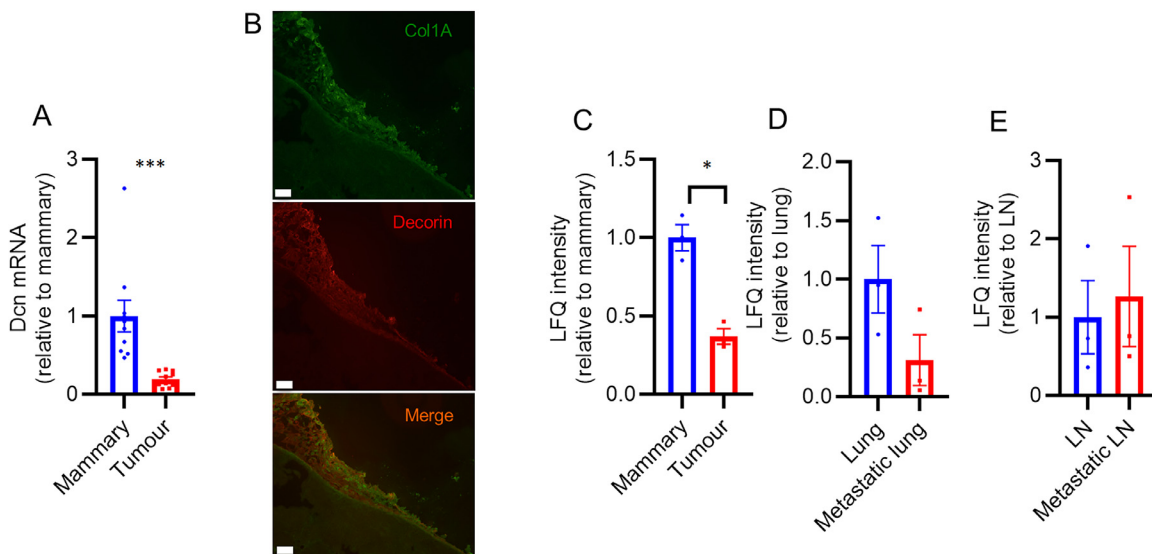 A
Dcn mRNA
(relative to mammary)
3
2
1
0
***
Mammary
Tumour
B
Col1A
Decorin
Merge
C
LFQ intensity
(relative to mammary)
1.5
1.0
0.5
0.0
*
Mammary
Tumour
D
LFQ intensity
(relative to lung)
2.0
1.5
1.0
0.5
0.0
Lung
Metastatic lung
E
LFQ intensity
(relative to LN)
3
2
1
0
LN
Metastatic LN